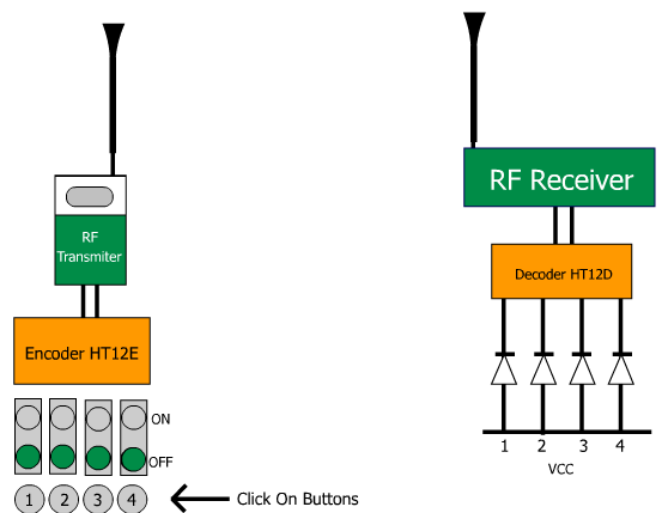 RF
Transmiter
Encoder HT12E
ON
OFF
1 2 3 4
Click On Buttons
RF Receiver
Decoder HT12D
1 2 3 4
VCC